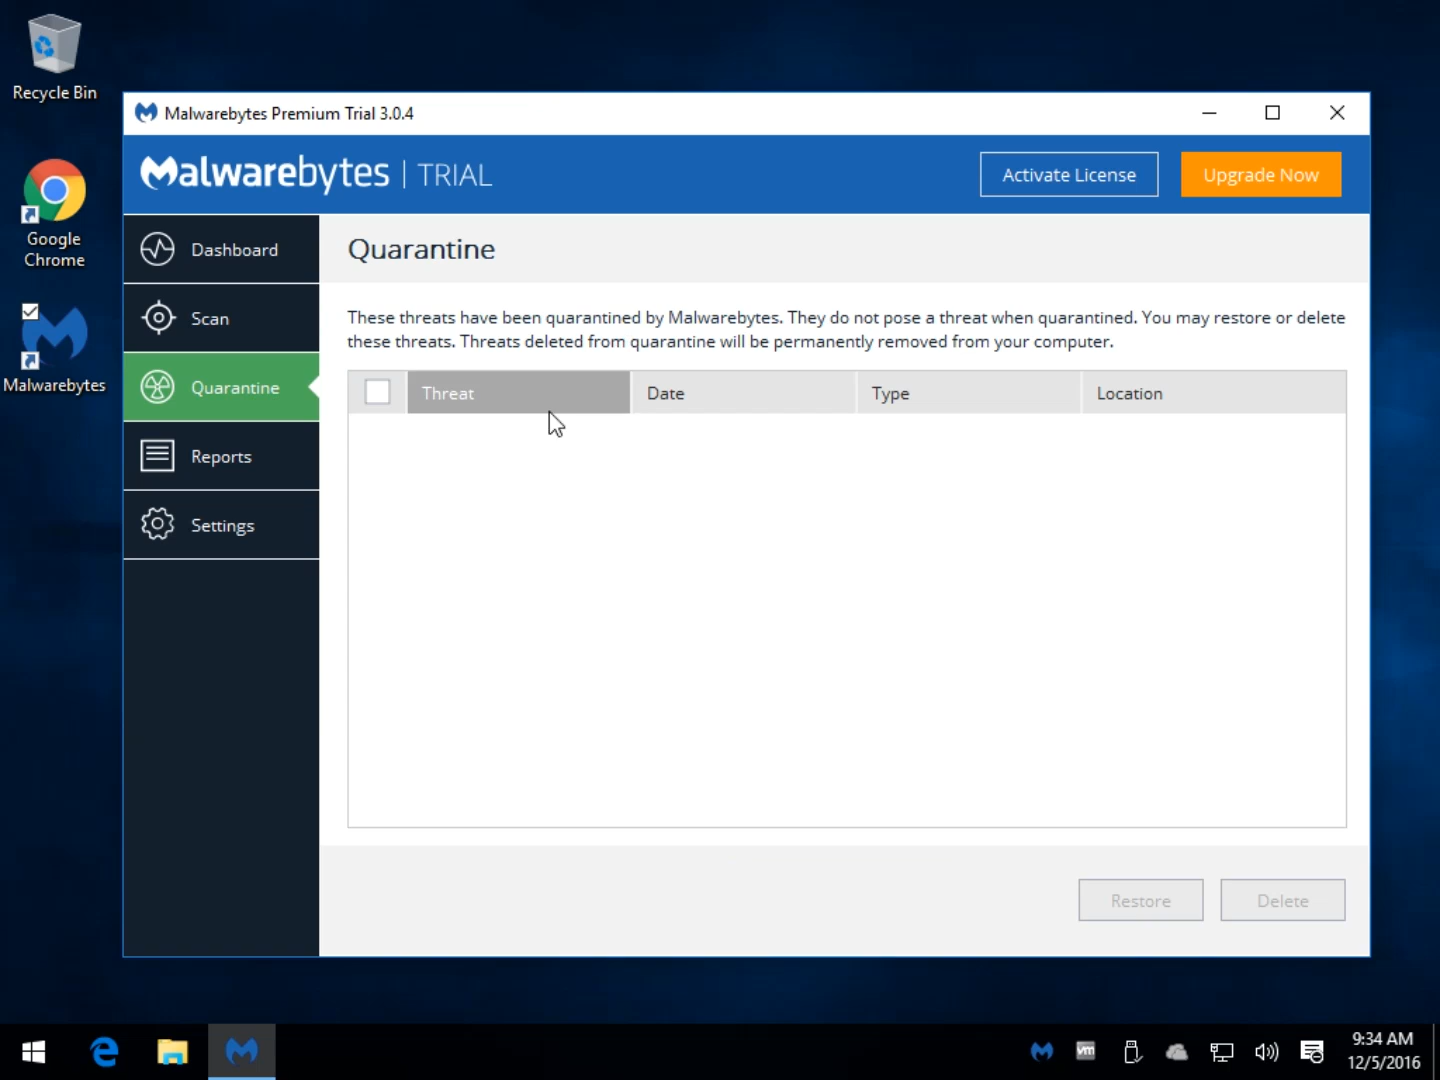 Recycle Bin
Google
Chrome
Malwarebytes
Malwarebytes Premium Trial 3.0.4
Malwarebytes | TRIAL
Activate License
Upgrade Now
Dashboard
Scan
Quarantine
Reports
Settings
Quarantine
These threats have been quarantined by Malwarebytes. They do not pose a threat when quarantined. You may restore or delete
these threats. Threats deleted from quarantine will be permanently removed from your computer.
Threat Date Type Location
Restore Delete
vm
9:34 AM
12/5/2016